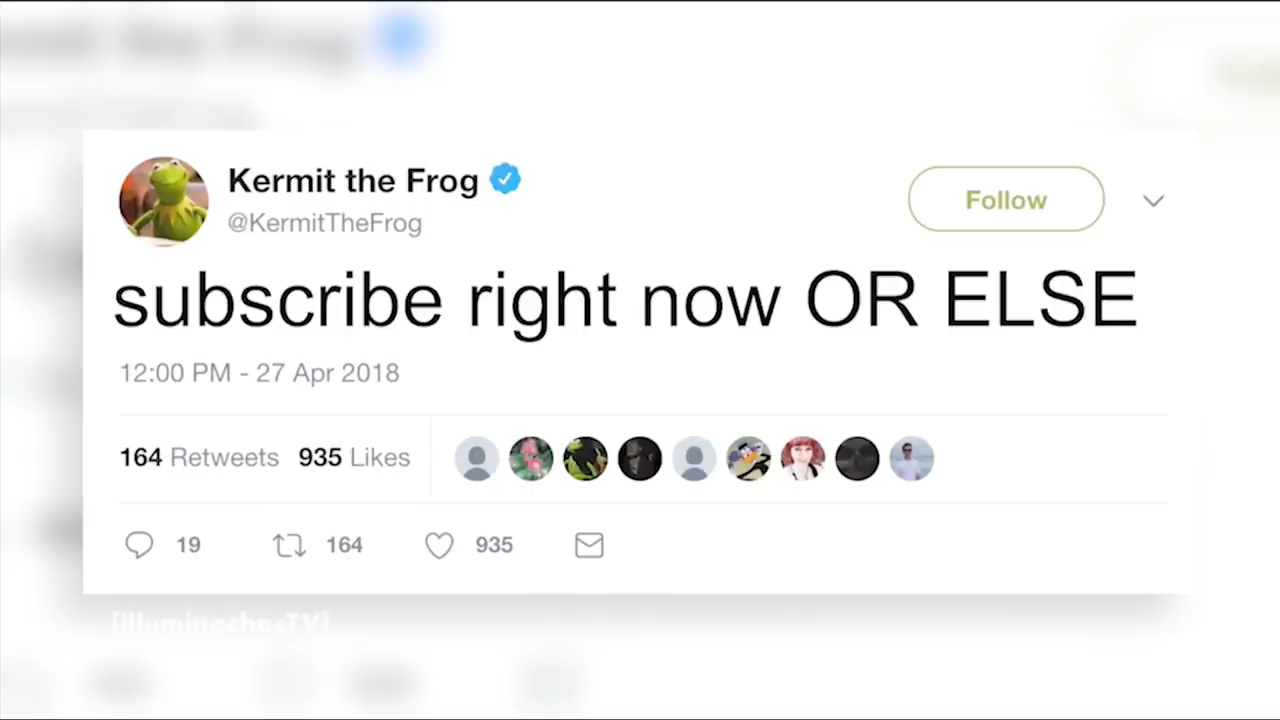 Kermit the Frog
@KermitTheFrog
Follow
subscribe right now OR ELSE
12:00 PM - 27 Apr 2018
164 Retweets 935 Likes
19 164 935